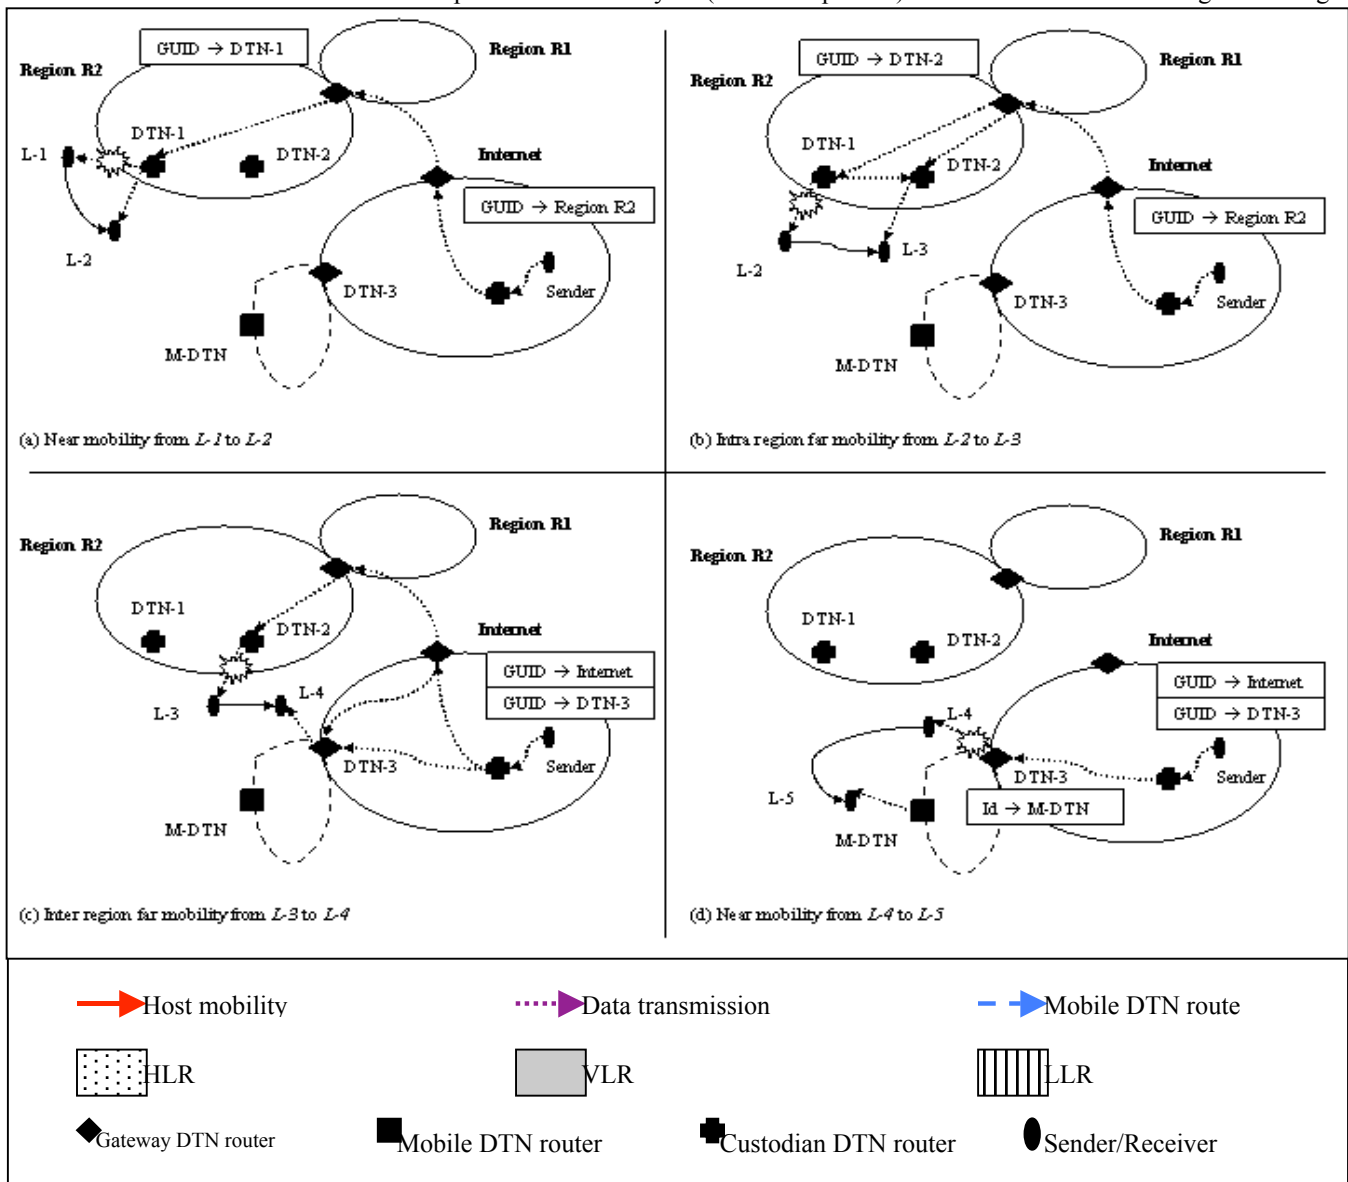 GUID → DTN-1
Region R1
Region R2
DTN-1
DTN-2
L-1
L-2
Internet
GUID → Region R2
DTN-3
Sender
M-DTN
(a) Near mobility from L-1 to L-2
GUID → DTN-2
Region R1
Region R2
DTN-1
DTN-2
Internet
GUID → Region R2
L-2
L-3
DTN-3
Sender
M-DTN
(b) Intra region far mobility from L-2 to L-3
Region R1
Region R2
DTN-1
DTN-2
Internet
GUID → Internet
GUID → DTN-3
L-3
L-4
DTN-3
Sender
M-DTN
(c) Inter region far mobility from L-3 to L-4
Region R1
Region R2
DTN-1
DTN-2
Internet
GUID → Internet
GUID → DTN-3
L-4
DTN-3
Sender
L-5
Id → M-DTN
M-DTN
(d) Near mobility from L-4 to L-5
Host mobility
Data transmission
Mobile DTN route
HLR
VLR
LLR
Gateway DTN router
Mobile DTN router
Custodian DTN router
Sender/Receiver